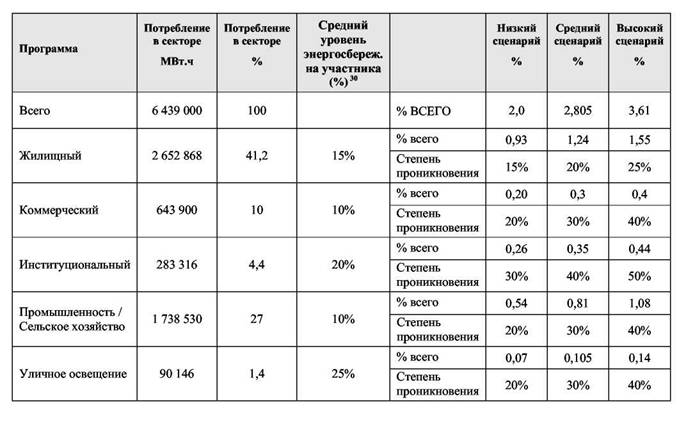 Программа
Потребление
в секторе
МВт.ч
Потребление
в секторе
%
Средний
уровень
энергосбереж.
на участника
(%) 30
Низкий
сценарий
%
Средний
сценарий
%
Высокий
сценарий
%
Всего
6 439 000
100
% ВСЕГО
2,0
2,805
3,61
Жилищный
2 652 868
41,2
15%
% всего
0,93
1,24
1,55
Степень
проникновения
15%
20%
25%
Коммерческий
643 900
10
10%
% всего
0,20
0,3
0,4
Степень
проникновения
20%
30%
40%
Институциональный
283 316
4,4
20%
% всего
0,26
0,35
0,44
Степень
проникновения
30%
40%
50%
Промышленность /
Сельское хозяйство
1 738 530
27
10%
% всего
0,54
0,81
1,08
Степень
проникновения
20%
30%
40%
Уличное освещение
90 146
1,4
25%
% всего
0,07
0,105
0,14
Степень
проникновения
20%
30%
40%